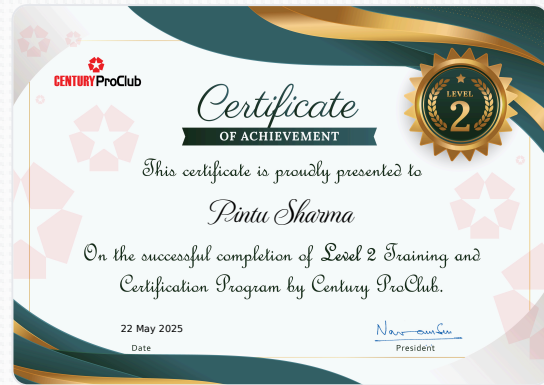 CENTURY ProClub
Certificate
OF ACHIEVEMENT
LEVEL
2
This certificate is proudly presented to
Pintu Sharma
On the successful completion of Level 2 Training and
Certification Program by Century ProClub.
22 May 2025
Date
President